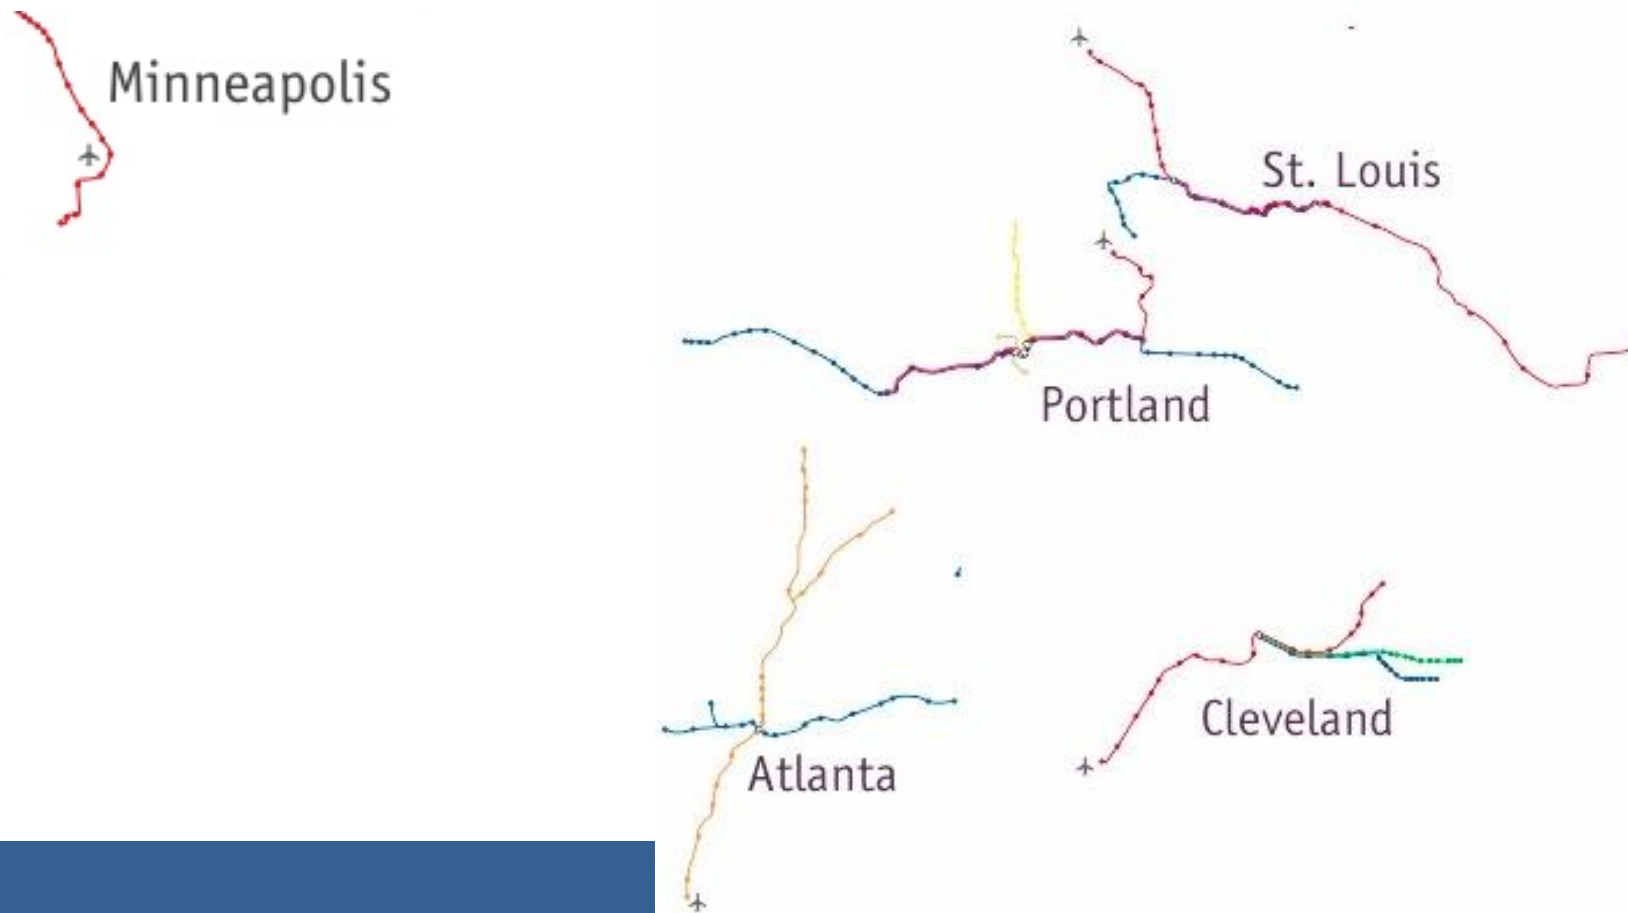 Minneapolis
St. Louis
Portland
Atlanta
Cleveland